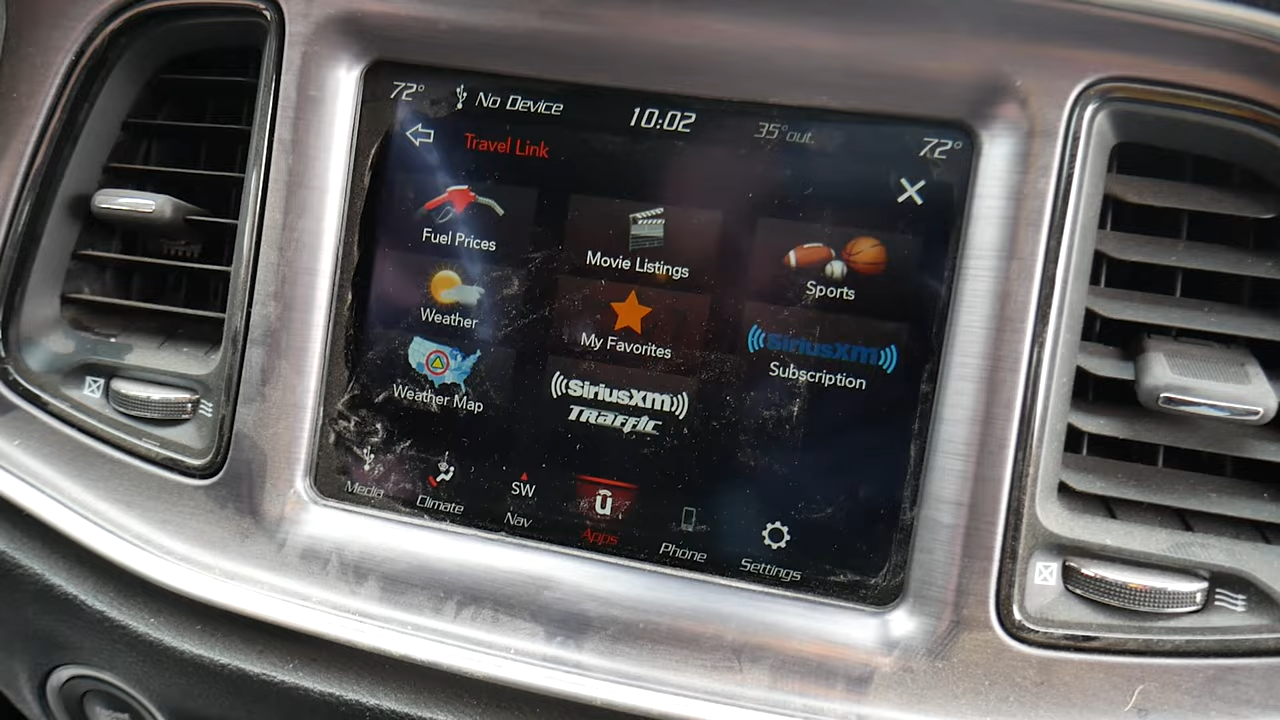 72°
No Device
10:02
35°out.
72°
Travel Link
Fuel Prices
Movie Listings
Sports
Weather
My Favorites
SiriusXM
Subscription
Weather Map
SiriusXM
Traffic
Media
Climate
SW
Nav
ū
Apps
Phone
Settings